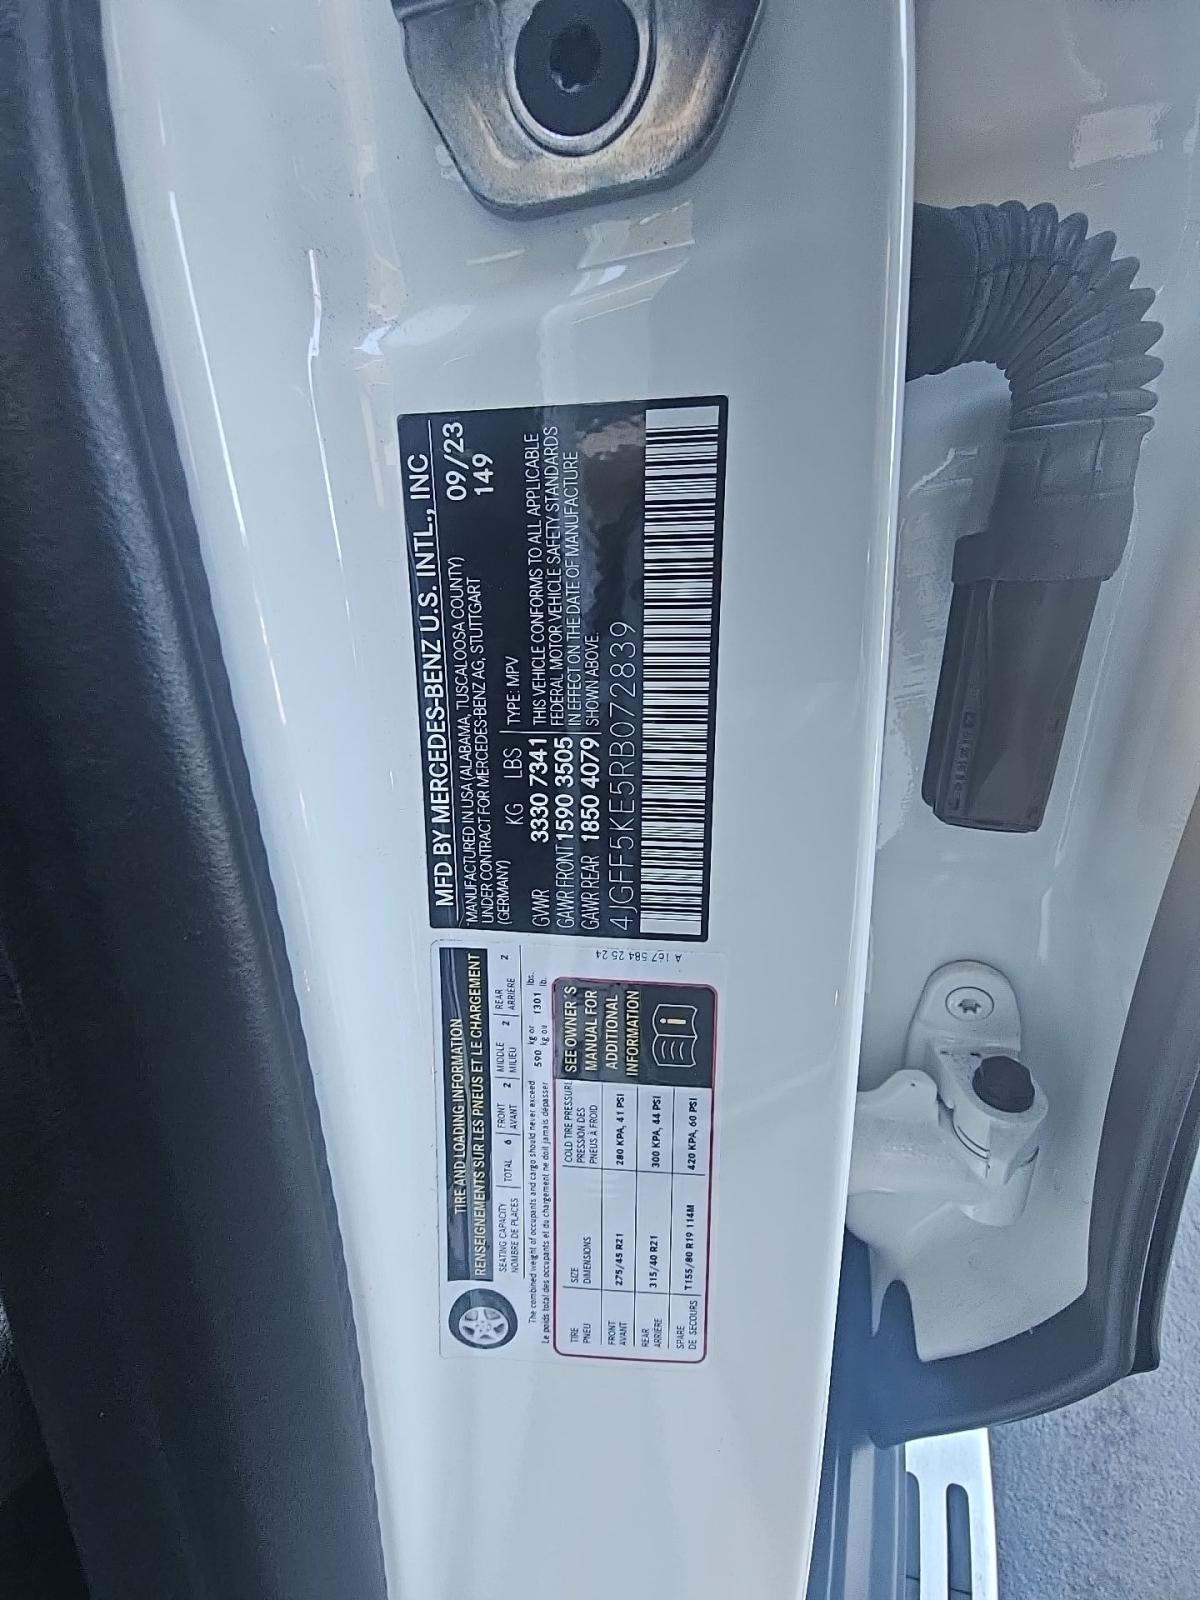 MFD BY MERCEDES-BENZ U.S. INTL., INC
MANUFACTURED IN USA (ALABAMA, TUSCALOOSA COUNTY) 09/23
UNDER CONTRACT FOR MERCEDES-BENZ AG, STUTTGART 149
(GERMANY)
KG LBS TYPE: MPV
GVWR 3330 7341 THIS VEHICLE CONFORMS TO ALL APPLICABLE
GAWR FRONT 1590 3505 FEDERAL MOTOR VEHICLE SAFETY STANDARDS
GAWR REAR 1850 4079 IN EFFECT ON THE DATE OF MANUFACTURE
SHOWN ABOVE.
4JGFF5KE5RB072839
TIRE AND LOADING INFORMATION
RENSEIGNEMENTS SUR LES PNEUS ET LE CHARGEMENT
SEATING CAPACITY TOTAL 6 FRONT 2 MIDDLE 2 REAR 2
NOMBRE DE PLACES AVANT MILIEU ARRIÈRE
The combined weight of occupants and cargo should never exceed 590 kg or 1301 lbs.
Le poids total des occupants et du chargement ne doit jamais dépasser kg ou lb.
TIRE SIZE COLD TIRE PRESSURE
PNEU DIMENSIONS PRESSION DES
PNEUS À FROID
FRONT 275/45 R21 280 KPA, 41 PSI
AVANT
REAR 315/40 R21 300 KPA, 44 PSI
ARRIÈRE
SPARE T155/80 R19 114M 420 KPA, 60 PSI
DE SECOURS
SEE OWNER'S
MANUAL FOR
ADDITIONAL
INFORMATION
i
A 167 584 25 24